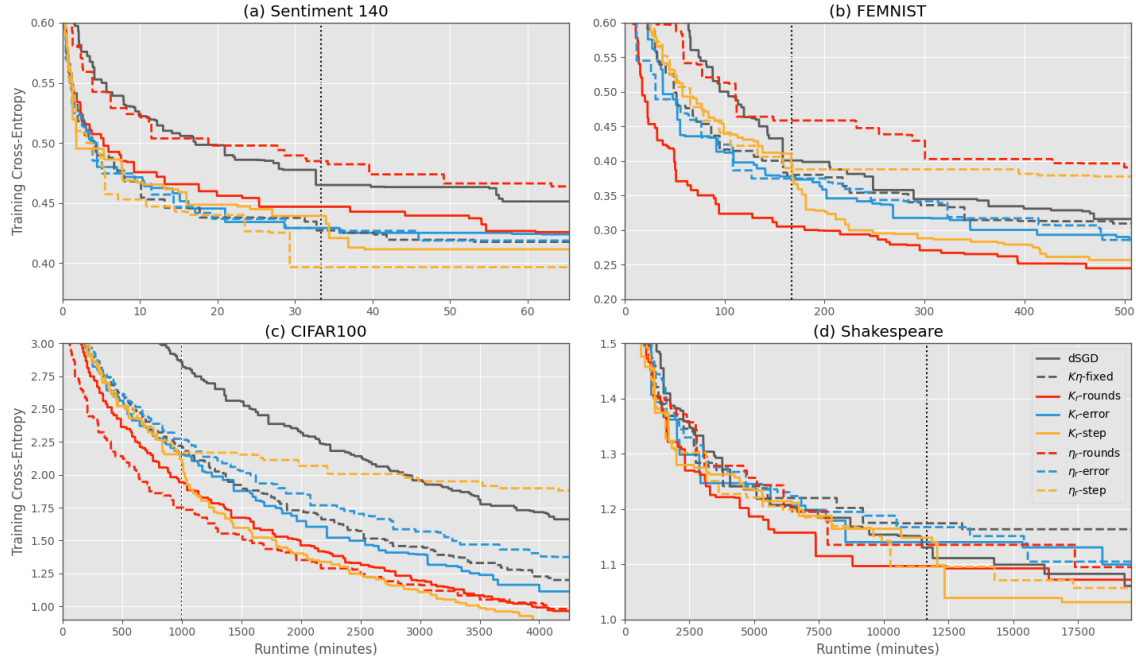 (a) Sentiment 140
(b) FEMNIST
Training Cross-Entropy
0.60
0.50
0.45
0.40
0 10 20 30 40 50 60
0.60
0.55
0.50
0.45
0.40
0.35
0.30
0.25
0.20
0 100 200 300 400 500
(c) CIFAR100
(d) Shakespeare
Training Cross-Entropy
3.00
2.75
2.50
2.25
2.00
1.75
1.50
1.25
1.00
0 500 1000 1500 2000 2500 3000 3500 4000
Runtime (minutes)
1.5
1.4
1.3
1.2
1.1
1.0
0 2500 5000 7500 10000 12500 15000 17500
Runtime (minutes)
dSGD
Kη-fixed
Kr-rounds
Kr-error
Kr-step
ηr-rounds
ηr-error
ηr-step